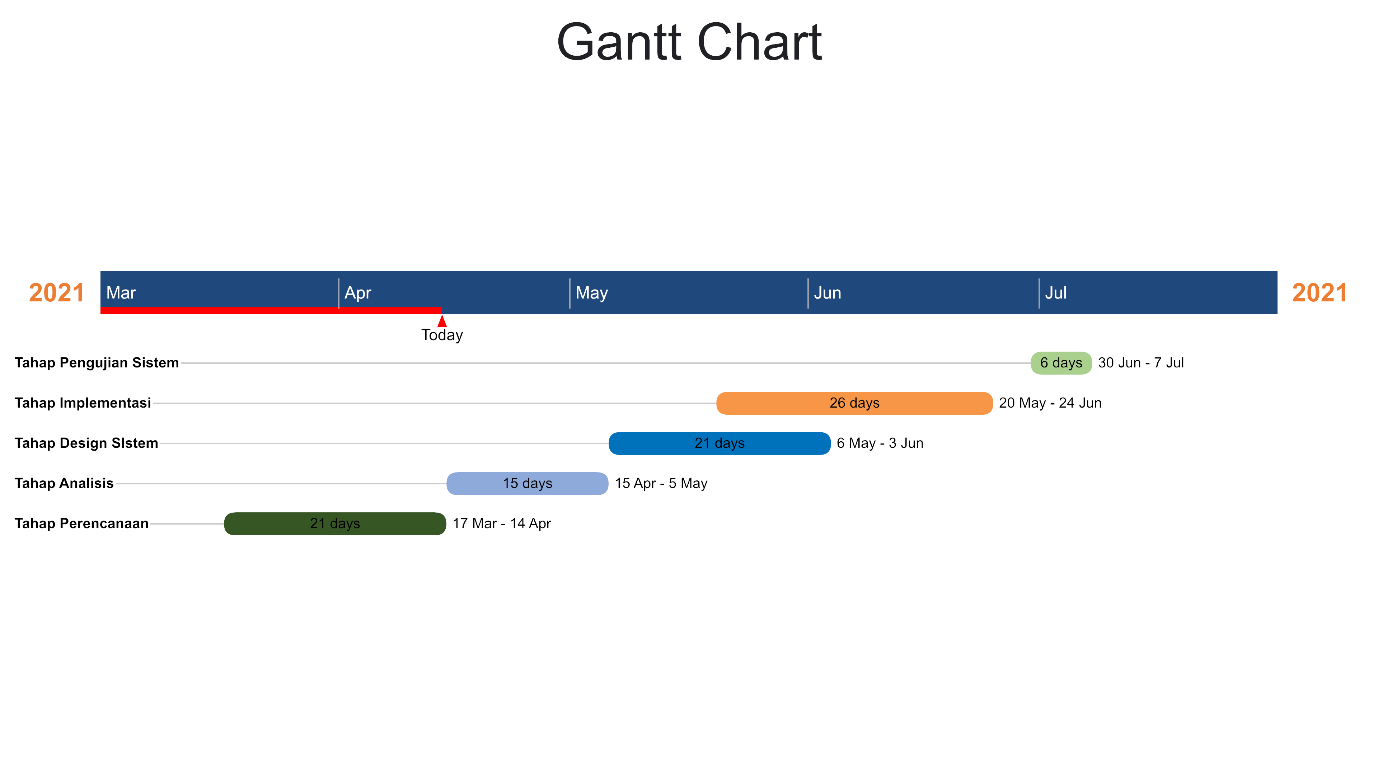 Gantt Chart
2021 Mar Apr May Jun Jul 2021
Today
Tahap Pengujian Sistem 6 days 30 Jun - 7 Jul
Tahap Implementasi 26 days 20 May - 24 Jun
Tahap Design SIstem 21 days 6 May - 3 Jun
Tahap Analisis 15 days 15 Apr - 5 May
Tahap Perencanaan 21 days 17 Mar - 14 Apr